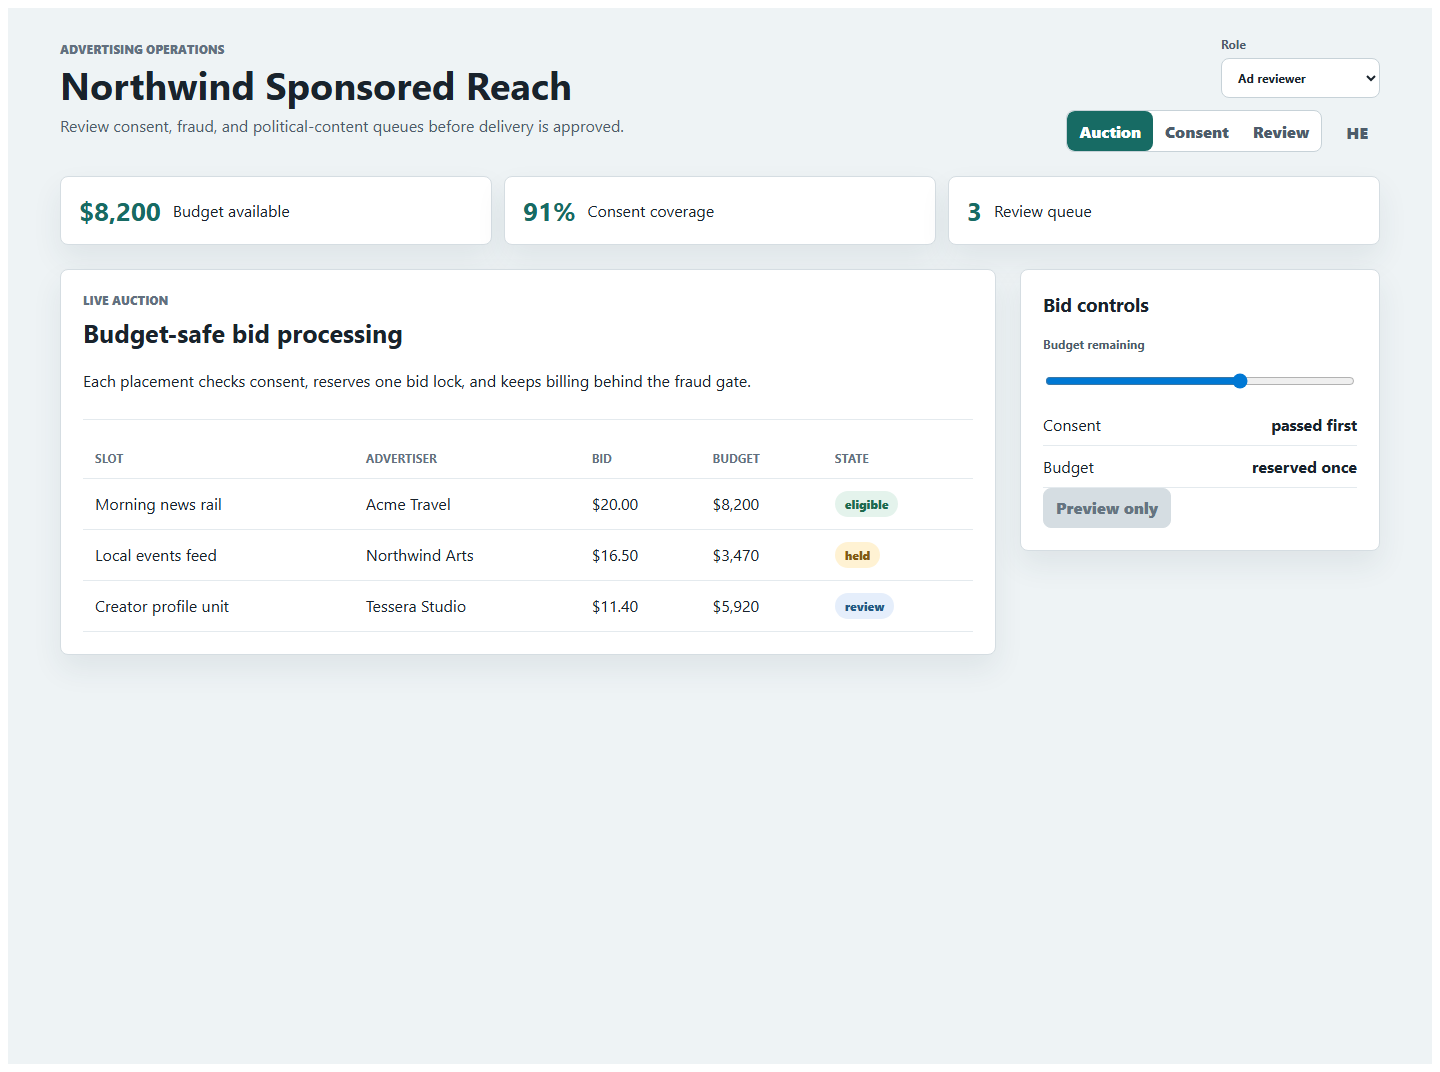 ADVERTISING OPERATIONS
Northwind Sponsored Reach
Review consent, fraud, and political-content queues before delivery is approved.
Role
Ad reviewer
Auction Consent Review HE
$8,200 Budget available
91% Consent coverage
3 Review queue
LIVE AUCTION
Budget-safe bid processing
Each placement checks consent, reserves one bid lock, and keeps billing behind the fraud gate.
SLOT ADVERTISER BID BUDGET STATE
Morning news rail Acme Travel $20.00 $8,200 eligible
Local events feed Northwind Arts $16.50 $3,470 held
Creator profile unit Tessera Studio $11.40 $5,920 review
Bid controls
Budget remaining
Consent passed first
Budget reserved once
Preview only